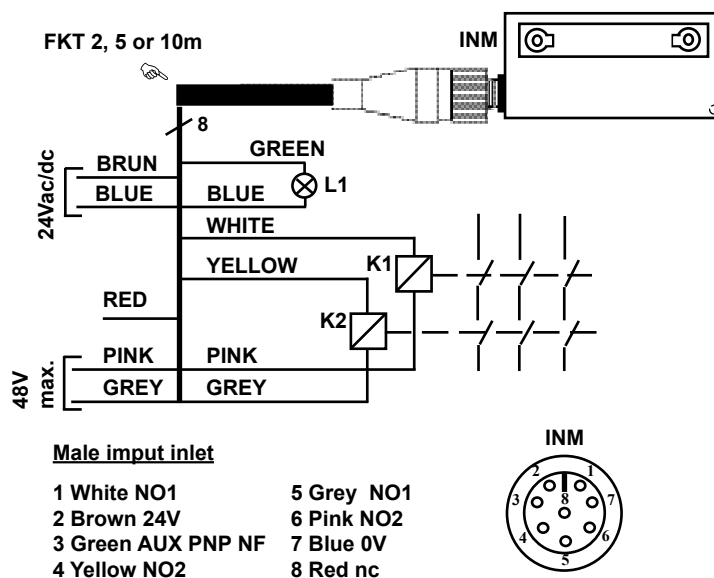 FKT 2, 5 or 10m
INM
8
GREEN
BRUN
24Vac/dc
BLUE BLUE L1
WHITE
K1
YELLOW
RED
K2
PINK PINK
48V max.
GREY GREY
Male imput inlet
INM
1 White NO1
2 Brown 24V
3 Green AUX PNP NF
4 Yellow NO2
5 Grey NO1
6 Pink NO2
7 Blue 0V
8 Red nc
2 1
3 8 7
4 6
5